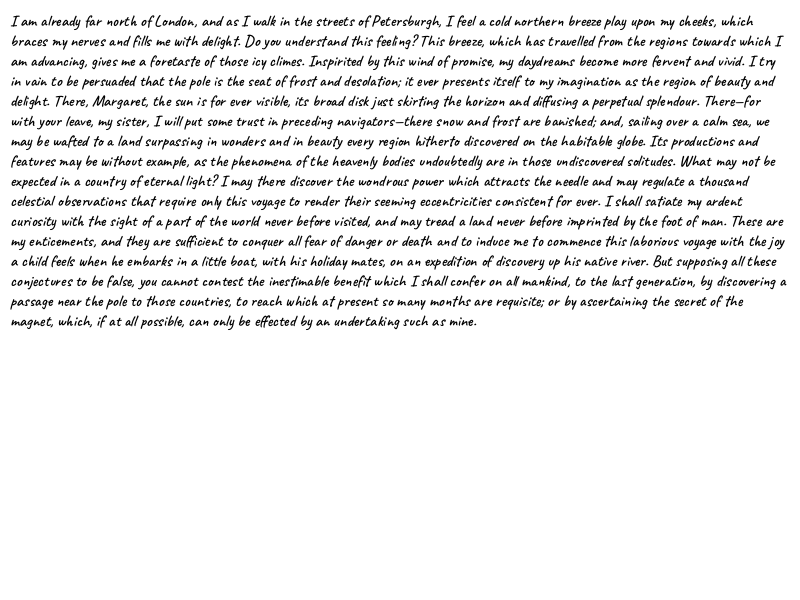 I am already far north of London, and as I walk in the streets of Petersburgh, I feel a cold northern breeze play upon my cheeks, which
braces my nerves and fills me with delight. Do you understand this feeling? This breeze, which has travelled from the regions towards which I
am advancing, gives me a foretaste of those icy climes. Inspirited by this wind of promise, my daydreams become more fervent and vivid. I try
in vain to be persuaded that the pole is the seat of frost and desolation; it ever presents itself to my imagination as the region of beauty and
delight. There, Margaret, the sun is for ever visible, its broad disk just skirting the horizon and diffusing a perpetual splendour. There—for
with your leave, my sister, I will put some trust in preceding navigators—there snow and frost are banished; and, sailing over a calm sea, we
may be wafted to a land surpassing in wonders and in beauty every region hitherto discovered on the habitable globe. Its productions and
features may be without example, as the phenomena of the heavenly bodies undoubtedly are in those undiscovered solitudes. What may not be
expected in a country of eternal light? I may there discover the wondrous power which attracts the needle and may regulate a thousand
celestial observations that require only this voyage to render their seeming eccentricities consistent for ever. I shall satiate my ardent
curiosity with the sight of a part of the world never before visited, and may tread a land never before imprinted by the foot of man. These are
my enticements, and they are sufficient to conquer all fear of danger or death and to induce me to commence this laborious voyage with the joy
a child feels when he embarks in a little boat, with his holiday mates, on an expedition of discovery up his native river. But supposing all these
conjectures to be false, you cannot contest the inestimable benefit which I shall confer on all mankind, to the last generation, by discovering a
passage near the pole to those countries, to reach which at present so many months are requisite; or by ascertaining the secret of the
magnet, which, if at all possible, can only be effected by an undertaking such as mine.